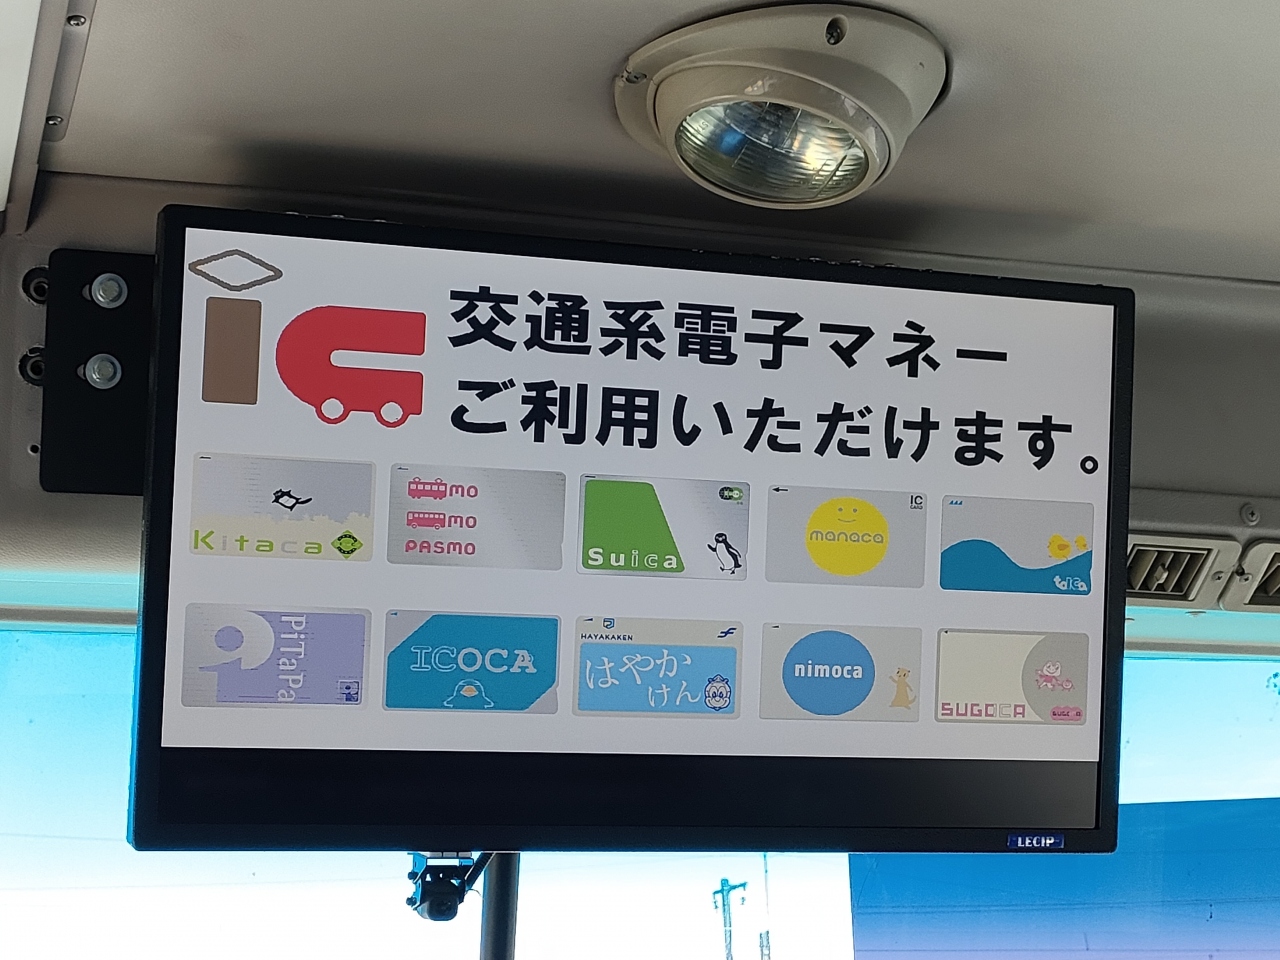 交通系電子マネー
ご利用いただけます。
Kitaca
mo
mo
PASMO
Suica
manaca
IC
CARD
toica
PiTaPa
ICOCA
HAYAKAKEN
はやか
けん
nimoca
SUGOCA
LECIP